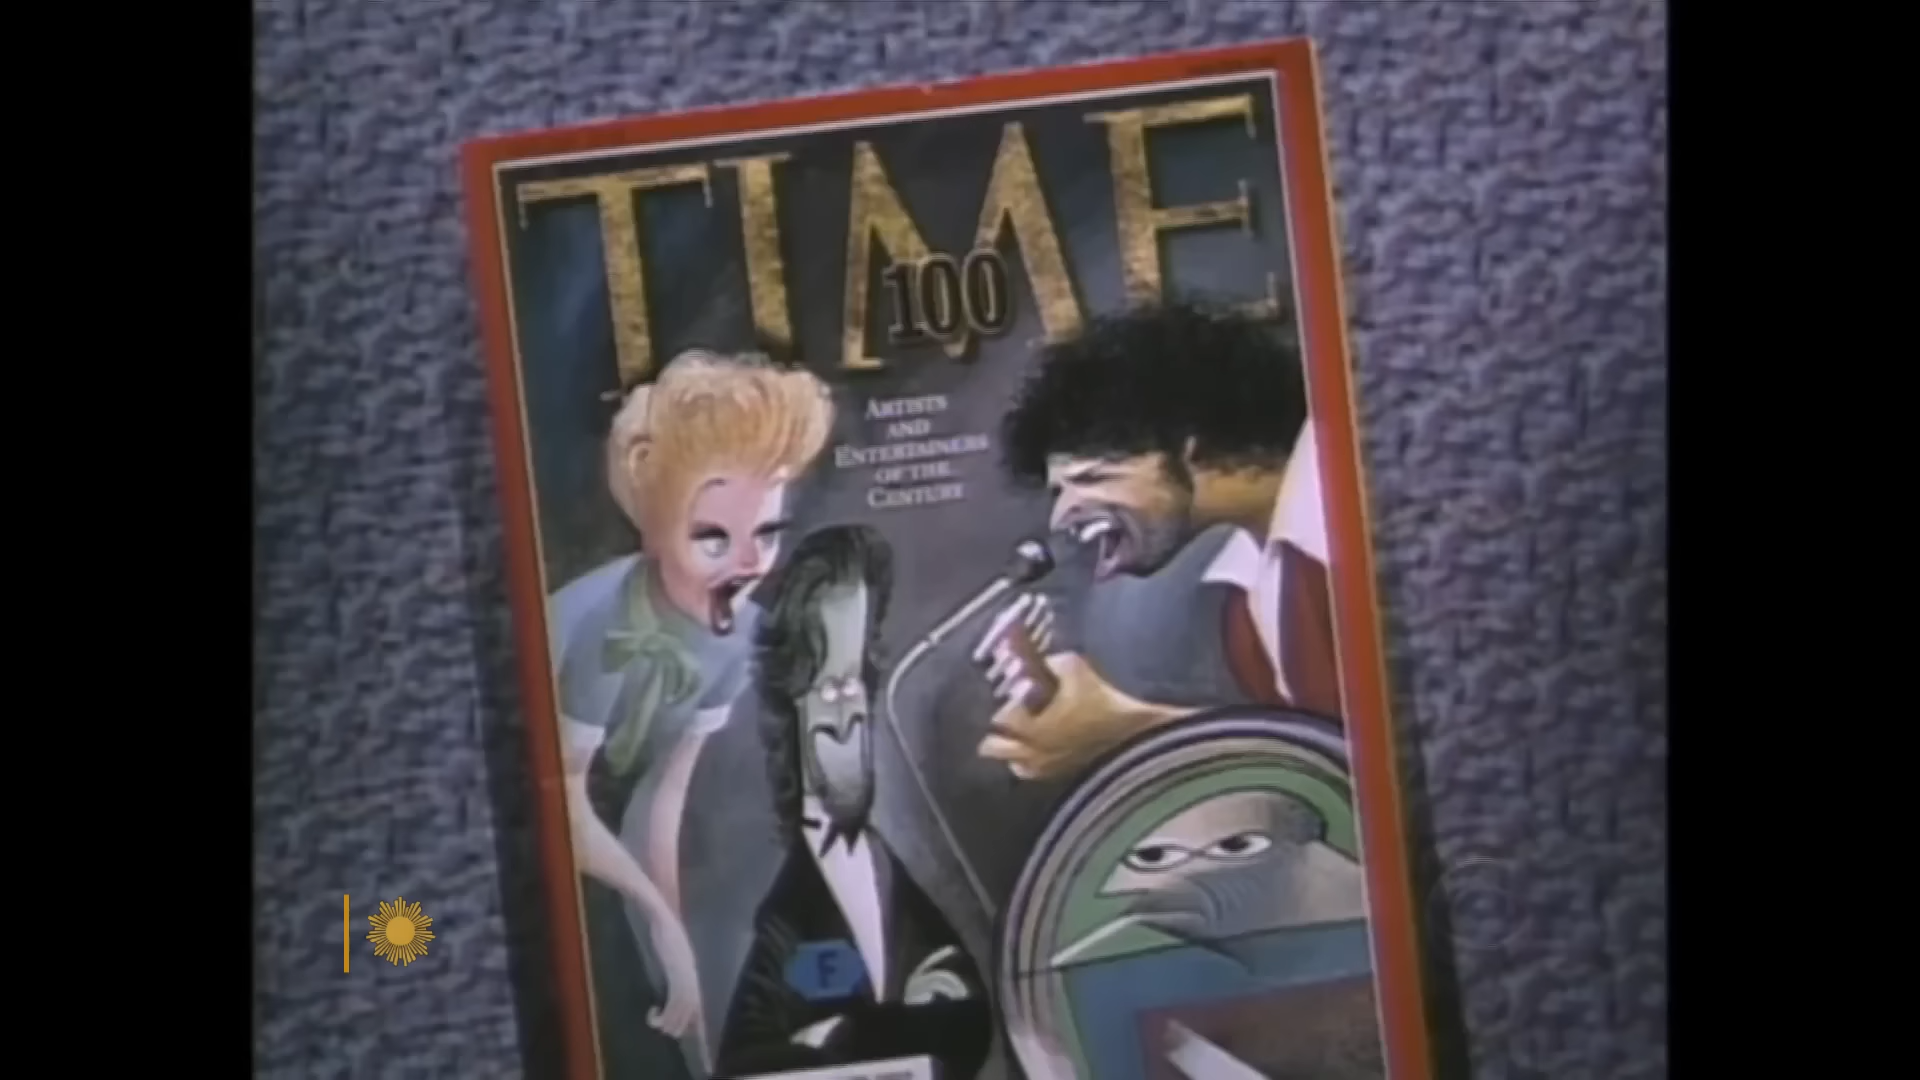 TIME
100
ARTISTS
AND
ENTERTAINERS
OF THE
CENTURY
F